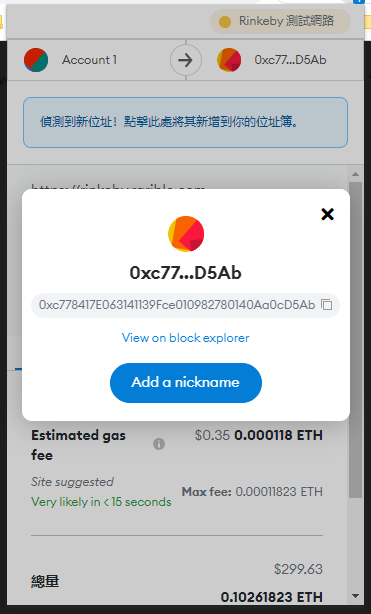 Rinkeby 測試網路
Account 1
0xc77...D5Ab
偵測到新位址！點擊此處將其新增到你的位址簿。
https://rinkeby.rarible.com
0xc77...D5Ab
0xc778417E063141139Fce010982780140Aa0cD5Ab
View on block explorer
Add a nickname
Estimated gas fee
$0.35 0.000118 ETH
Site suggested
Very likely in < 15 seconds
Max fee: 0.00011823 ETH
$299.63
總量
0.10261823 ETH